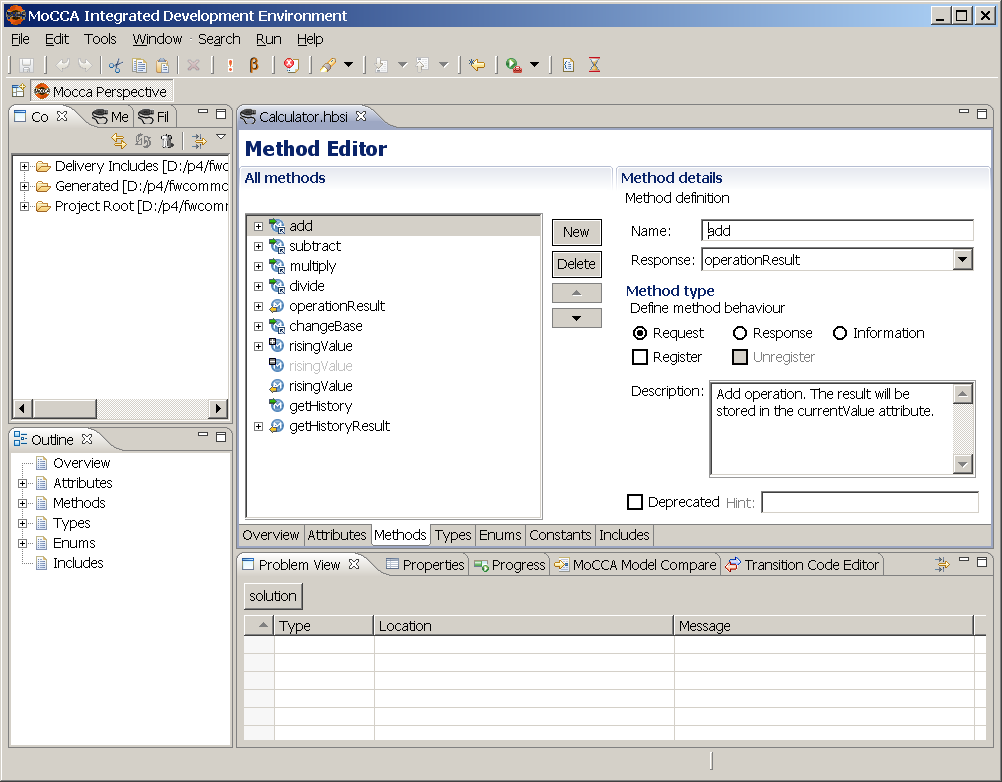 MoCCA Integrated Development Environment
File Edit Tools Window Search Run Help
Mocca Perspective
Co Me Fil
Delivery Includes [D:/p4/fwcc
Generated [D:/p4/fwcommo
Project Root [D:/p4/fwcomm
Outline
Overview
Attributes
Methods
Types
Enums
Includes
Calculator.hbsi
Method Editor
All methods
add
subtract
multiply
divide
operationResult
changeBase
risingValue
risingValue
risingValue
getHistory
getHistoryResult
New
Delete
Method details
Method definition
Name: add
Response: operationResult
Method type
Define method behaviour
Request Response Information
Register Unregister
Description: Add operation. The result will be
stored in the currentValue attribute.
Deprecated Hint:
Overview Attributes Methods Types Enums Constants Includes
Problem View Properties Progress MoCCA Model Compare Transition Code Editor
solution
Type Location Message